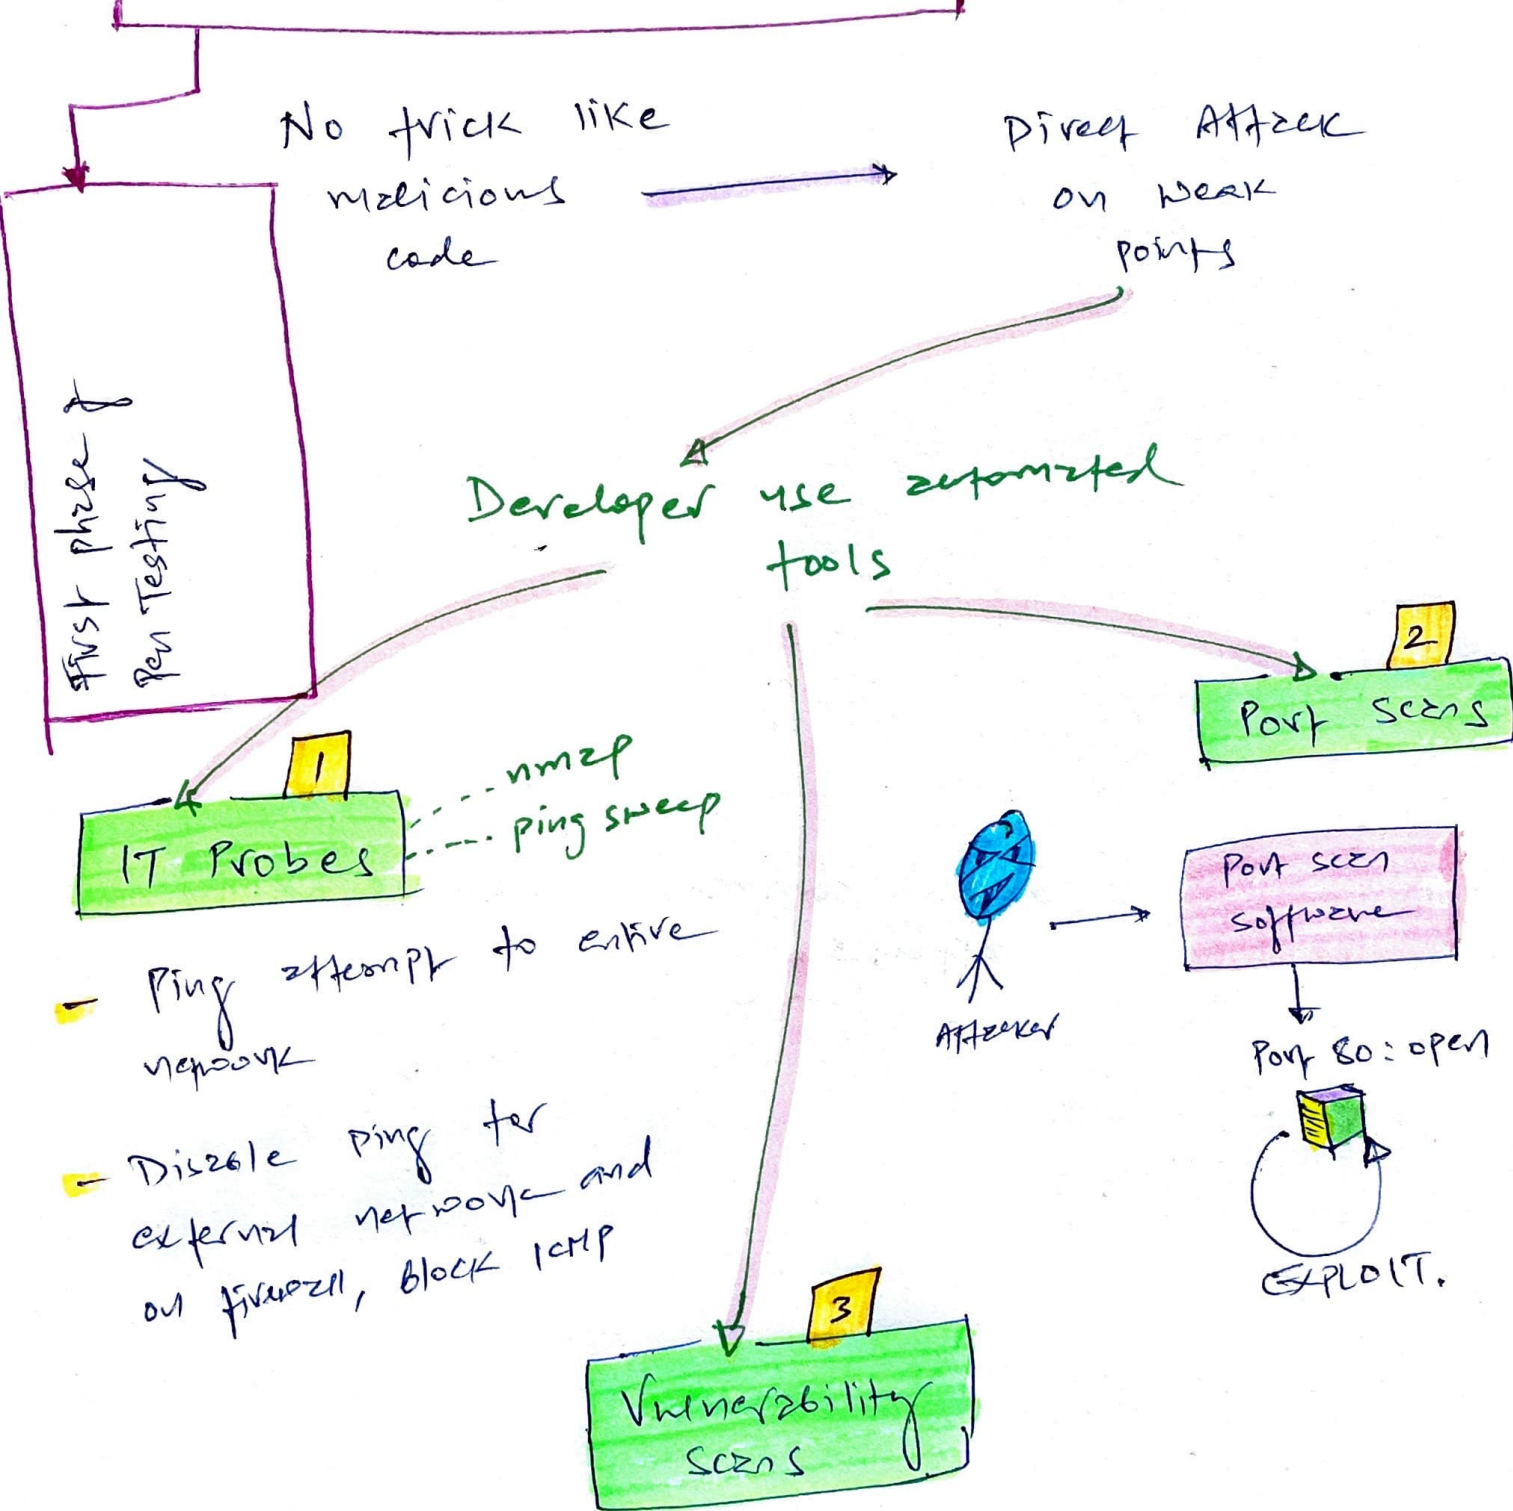 No trick like
malicious
code
Direct Attack
on weak
points
First phase of
Pen Testing
Developer use automated
tools
1
IT Probes
nmap
ping sweep
Ping attempt to entire
network
Disable ping for
external network and
on firewall, block ICMP
2
Port scans
Attacker
Port scan
software
Port 80: open
EXPLOIT.
3
Vulnerability
scans